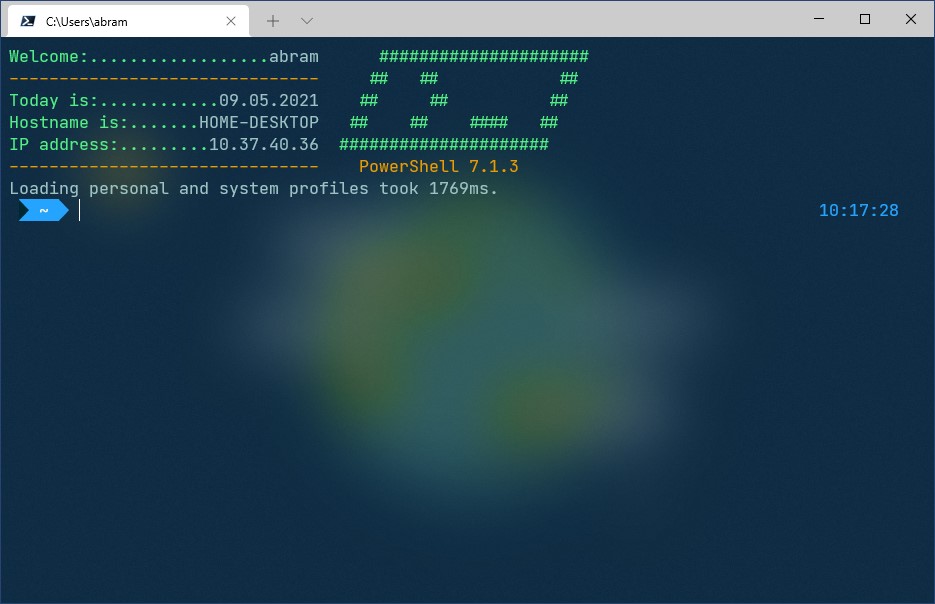 C:\Users\abram
Welcome:..................abram      #####################
-------------------------------     ##   ##            ##
Today is:............09.05.2021    ##     ##          ##
Hostname is:.......HOME-DESKTOP   ##    ##    ####   ##
IP address:.........10.37.40.36  #####################
-------------------------------    PowerShell 7.1.3
Loading personal and system profiles took 1769ms.
~ 10:17:28